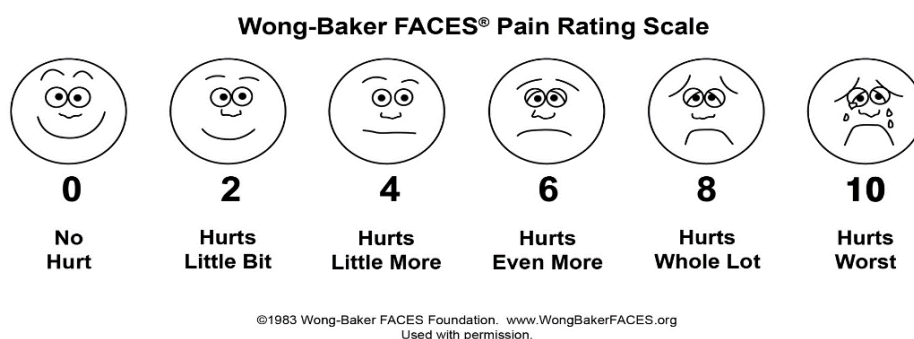 Wong-Baker FACES® Pain Rating Scale
0 2 4 6 8 10
No Hurts Hurts Hurts Hurts Hurts
Hurt Little Bit Little More Even More Whole Lot Worst
©1983 Wong-Baker FACES Foundation. www.WongBakerFACES.org
Used with permission.